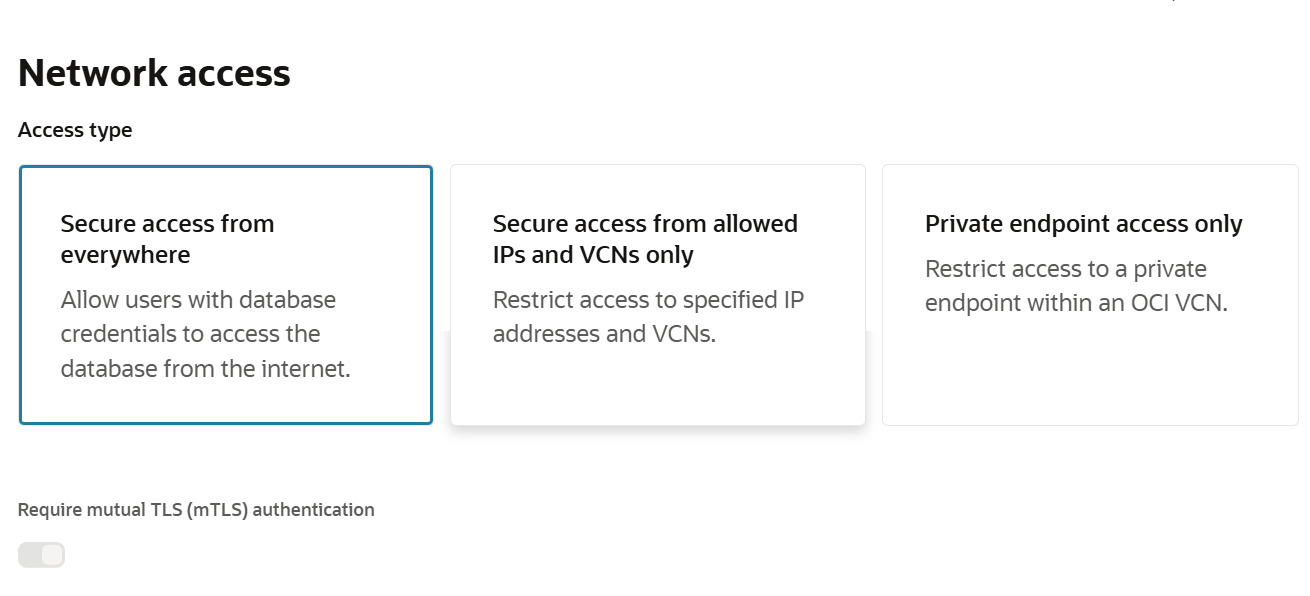 Network access
Access type
Secure access from
everywhere
Allow users with database
credentials to access the
database from the internet.
Secure access from allowed
IPs and VCNs only
Restrict access to specified IP
addresses and VCNs.
Private endpoint access only
Restrict access to a private
endpoint within an OCI VCN.
Require mutual TLS (mTLS) authentication